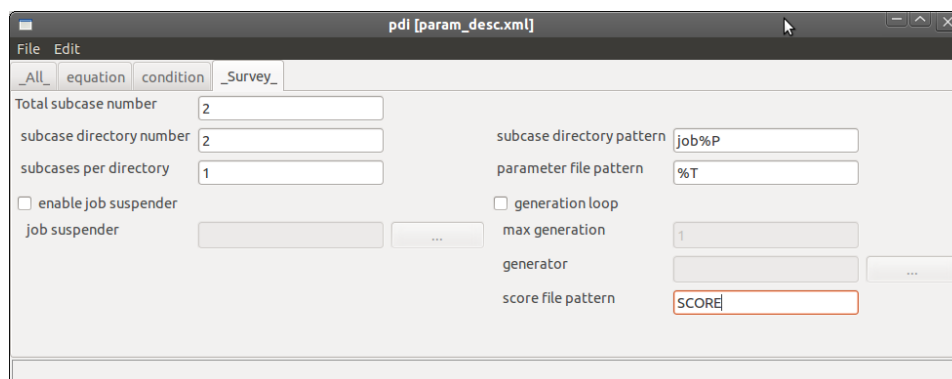 pdi [param_desc.xml]
File Edit
_All_ equation condition _Survey_
Total subcase number 2
subcase directory number 2 subcase directory pattern job%P
subcases per directory 1 parameter file pattern %T
enable job suspender generation loop
job suspender ... max generation 1
generator ...
score file pattern SCORE